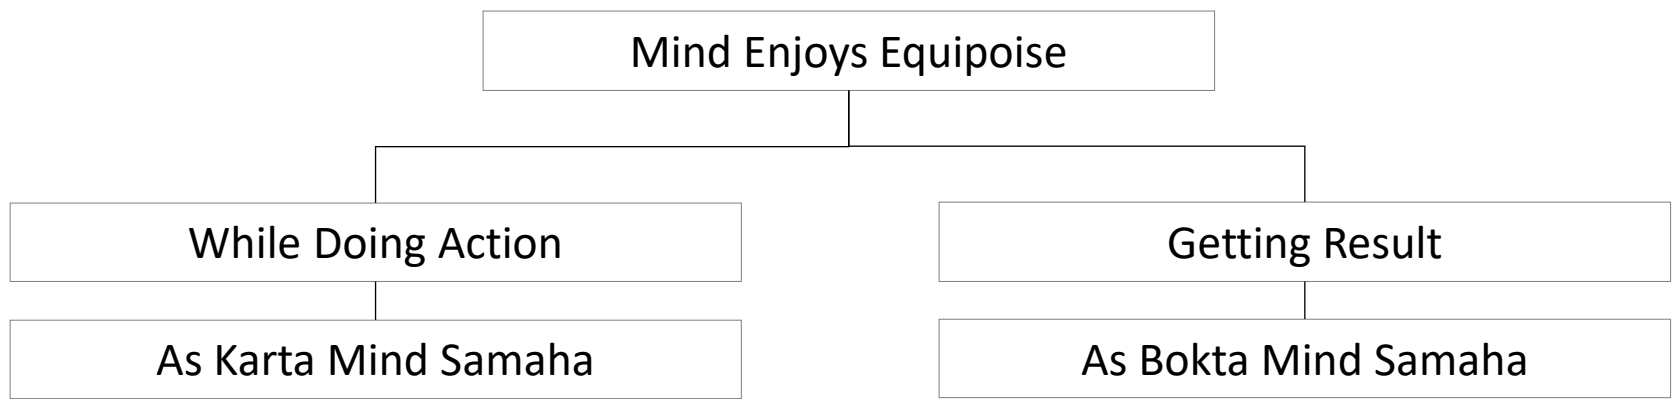 Mind Enjoys Equipoise
While Doing Action
Getting Result
As Karta Mind Samaha
As Bokta Mind Samaha